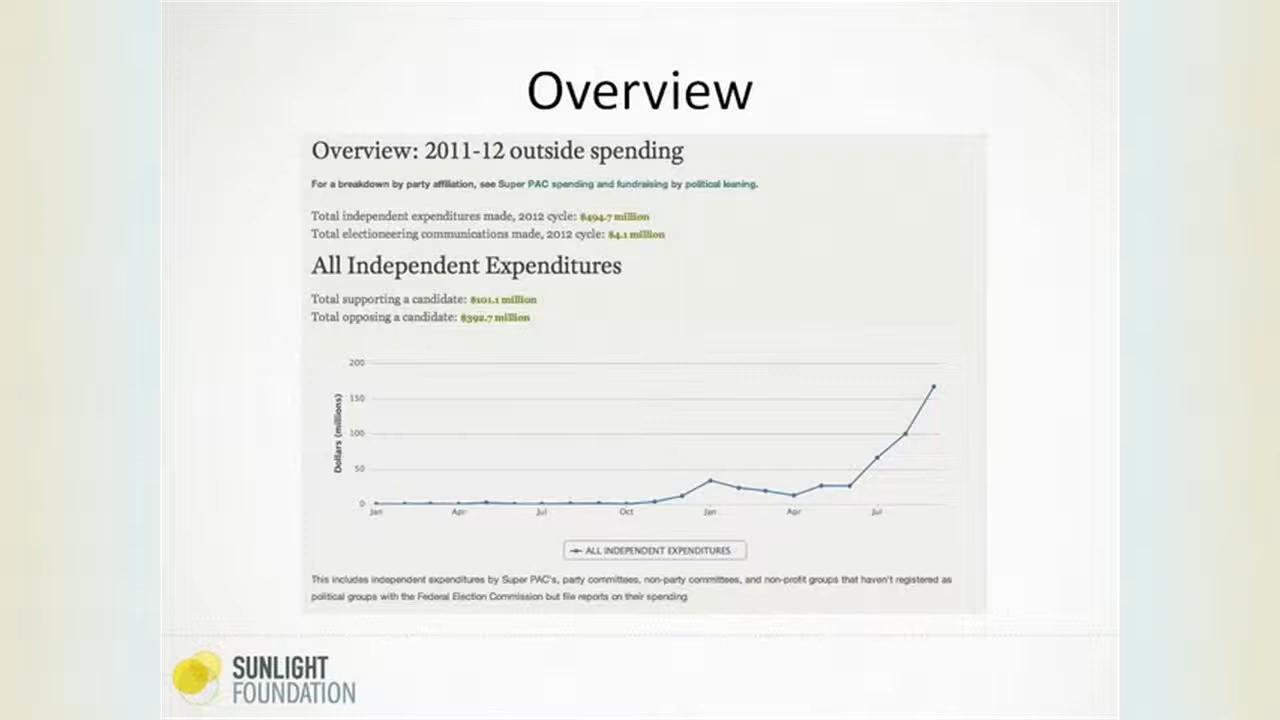 Overview
Overview: 2011-12 outside spending
For a breakdown by party affiliation, see Super PAC spending and fundraising by political leaning.
Total independent expenditures made, 2012 cycle: $494.7 million
Total electioneering communications made, 2012 cycle: $4.1 million
All Independent Expenditures
Total supporting a candidate: $101.1 million
Total opposing a candidate: $392.7 million
200
150
100
50
0
Dollars (millions)
Jan Apr Jul Oct Jan Apr Jul
ALL INDEPENDENT EXPENDITURES
This includes independent expenditures by Super PAC's, party committees, non-party committees, and non-profit groups that haven't registered as
political groups with the Federal Election Commission but file reports on their spending
SUNLIGHT
FOUNDATION